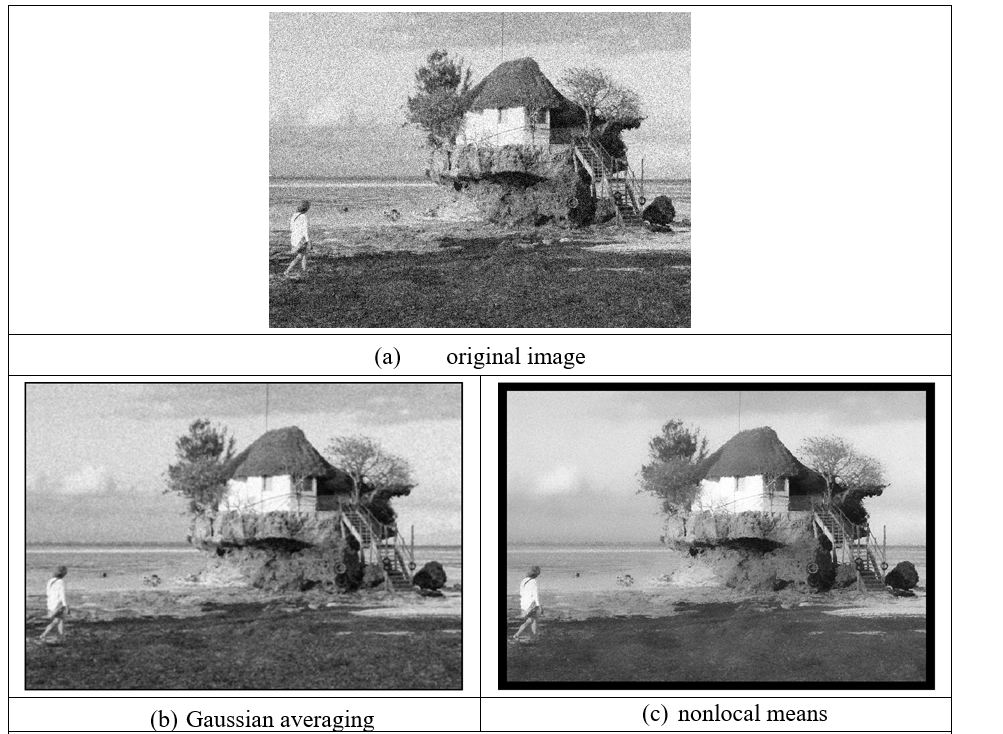 (a) original image
(b) Gaussian averaging
(c) nonlocal means